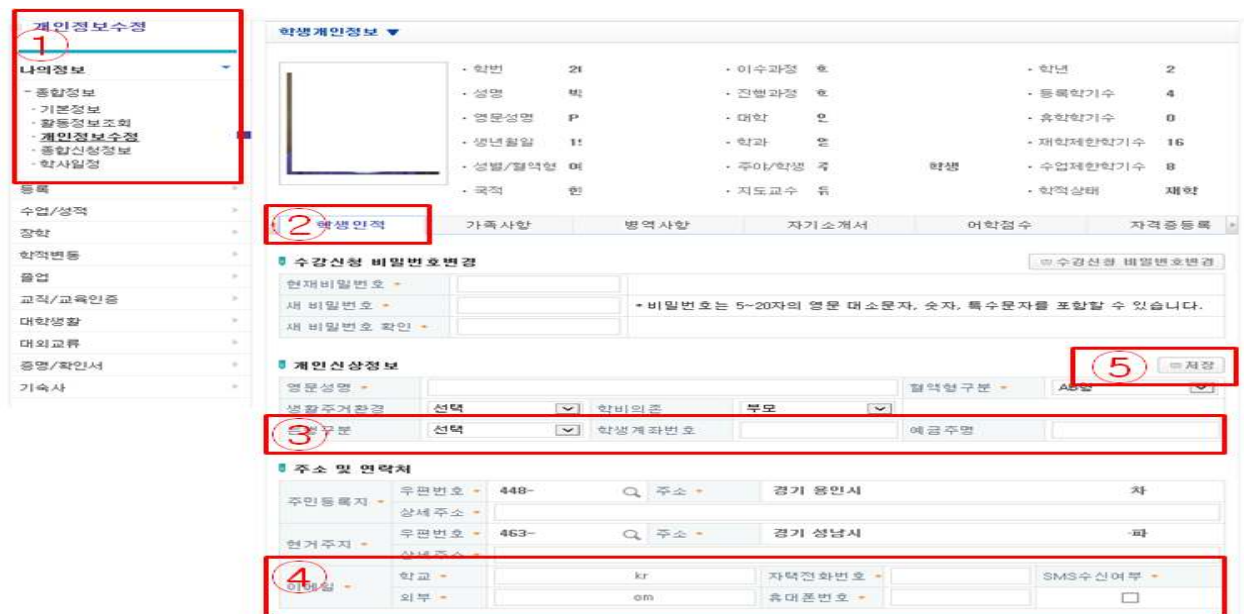 개인정보수정
①
나의정보
종합정보
기본정보
활동정보조회
개인정보수정
종합신청정보
학사일정
등록
수업/성적
장학
학적변동
졸업
교직/교육인증
대학생활
대외교류
증명/확인서
기숙사
학생개인정보 ▼
· 학번 · 이수과정 · 학년 2
· 성명 · 진행과정 · 등록학기수 4
· 영문성명 P · 대학 · 휴학학기수 0
· 생년월일 · 학과 · 재학제한학기수 16
· 성별/혈액형 · 주야/학생 학생 · 수업제한학기수 8
· 국적 · 지도교수 · 학적상태 재학
② 학생인적 가족사항 병역사항 자기소개서 어학점수 자격증등록
수강신청 비밀번호변경 수강신청 비밀번호변경
현재비밀번호
새 비밀번호 * 비밀번호는 5~20자의 영문 대소문자, 숫자, 특수문자를 포함할 수 있습니다.
새 비밀번호 확인
개인신상정보 ⑤ 저장
영문성명 혈액형구분 AB형
생활주거환경 선택 학비의존 부모
③ 선택 학생계좌번호 예금주명
주소 및 연락처
주민등록지 우편번호 448- 주소 경기 용인시
상세주소
현거주지 우편번호 463- 주소 경기 성남시
상세주소
④ 이메일 학교 kr 자택전화번호 SMS수신여부
외부 om 휴대폰번호